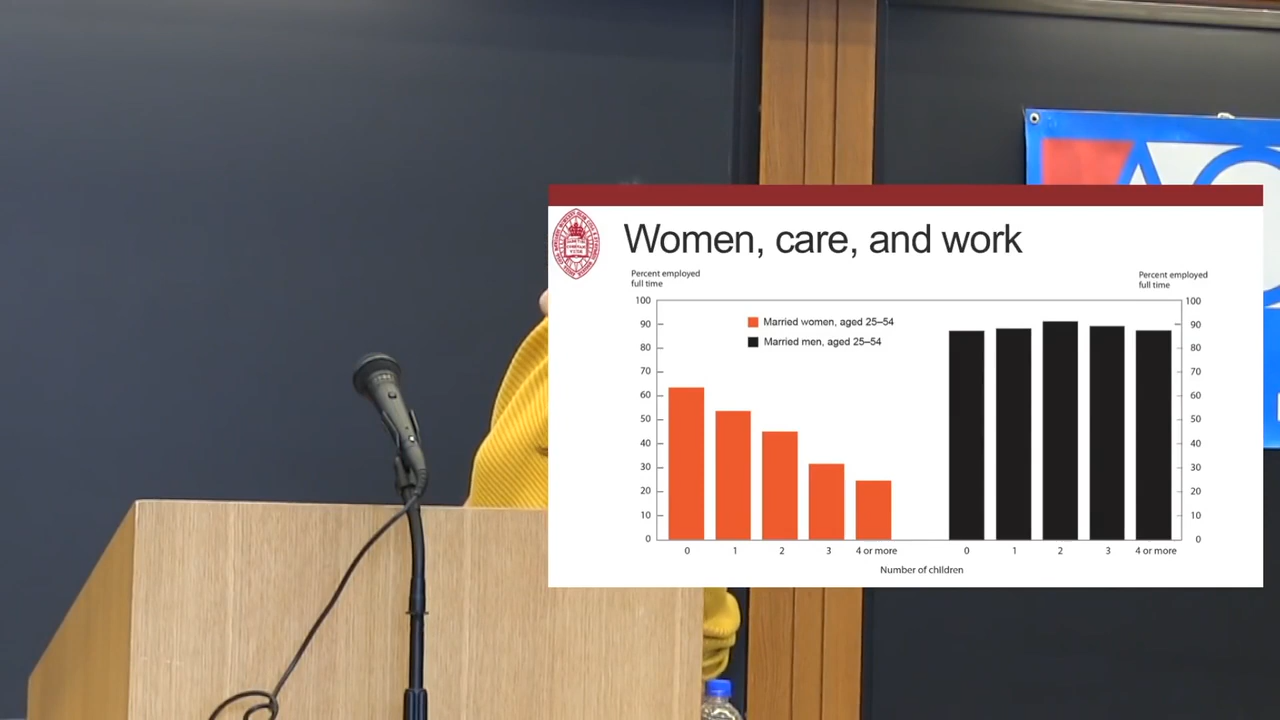 Women, care, and work
Percent employed
full time
Percent employed
full time
100
90
80
70
60
50
40
30
20
10
0
Married women, aged 25–54
Married men, aged 25–54
100
90
80
70
60
50
40
30
20
10
0
0 1 2 3 4 or more
0 1 2 3 4 or more
Number of children